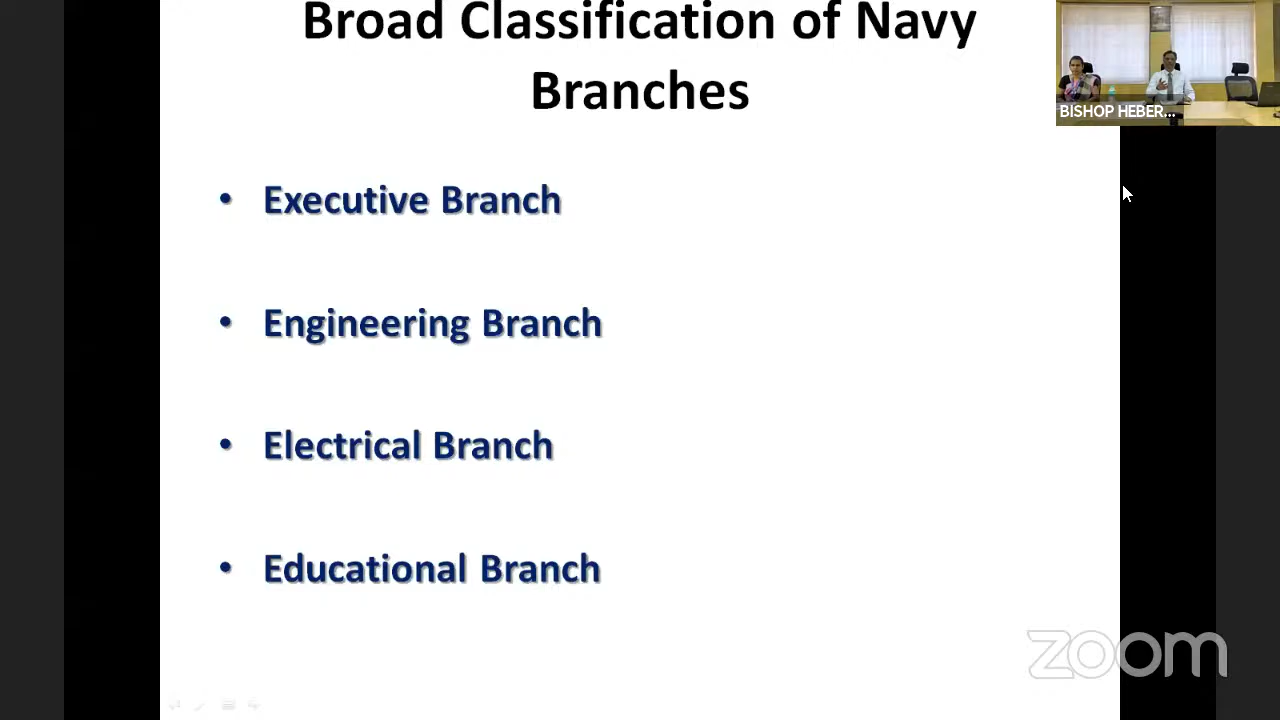 Broad Classification of Navy
Branches
BISHOP HEBER...
• Executive Branch
• Engineering Branch
• Electrical Branch
• Educational Branch
zoom